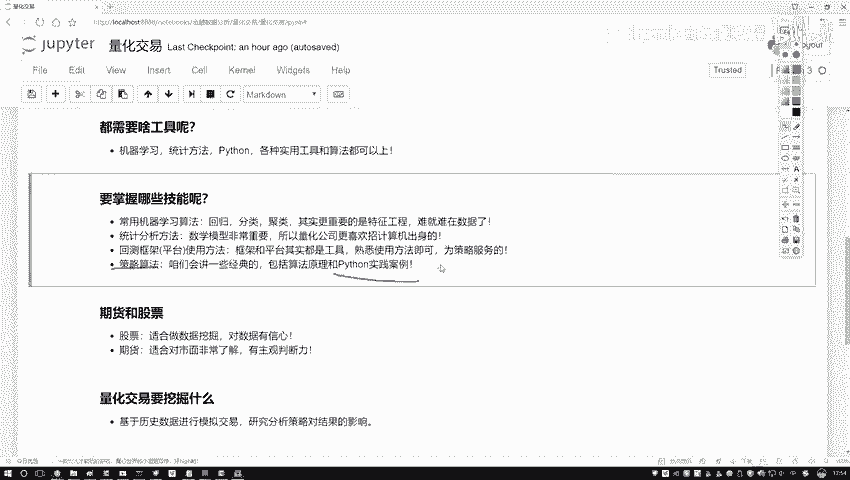 量化交易
jupyter 量化交易 Last Checkpoint: an hour ago (autosaved)
File Edit View Insert Cell Kernel Widgets Help
Trusted
Markdown
都需要啥工具呢?
机器学习,统计方法,Python,各种实用工具和算法都可以上!
要掌握哪些技能呢?
常用机器学习算法:回归,分类,聚类,其实更重要的是特征工程,难就难在数据了!
统计分析方法:数学模型非常重要,所以量化公司更喜欢招计算机出身的!
回测框架(平台)使用方法:框架和平台其实都是工具,熟悉使用方法即可,为策略服务的!
策略算法:咱们会讲一些经典的,包括算法原理和Python实践案例!
期货和股票
股票:适合做数据挖掘,对数据有信心!
期货:适合对市面非常了解,有主观判断力!
量化交易要挖掘什么
基于历史数据进行模拟交易,研究分析策略对结果的影响。
17:54